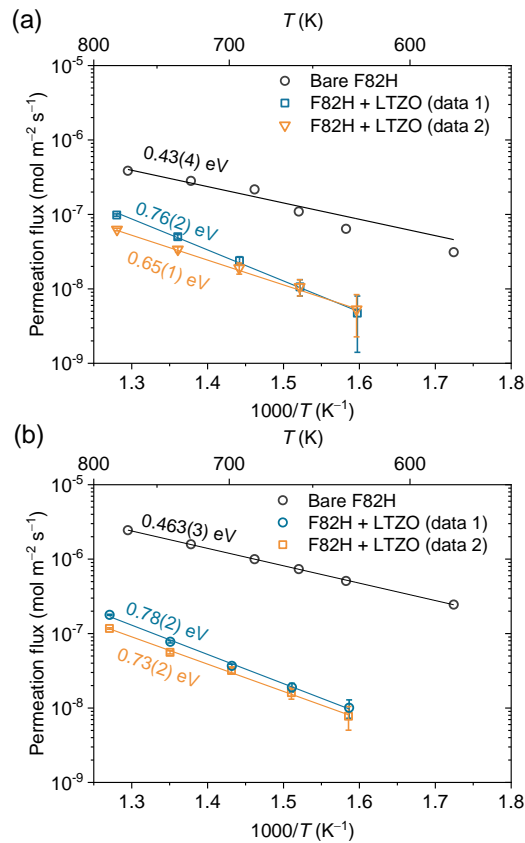 (a)
T (K)
800 700 600
10⁻⁵
Bare F82H
F82H + LTZO (data 1)
F82H + LTZO (data 2)
10⁻⁶
0.43(4) eV
10⁻⁷
0.76(2) eV
0.65(1) eV
10⁻⁸
10⁻⁹
Permeation flux (mol m⁻² s⁻¹)
1.3 1.4 1.5 1.6 1.7 1.8
1000/T (K⁻¹)
(b)
T (K)
800 700 600
10⁻⁵
Bare F82H
F82H + LTZO (data 1)
F82H + LTZO (data 2)
0.463(3) eV
10⁻⁶
10⁻⁷
0.78(2) eV
0.73(2) eV
10⁻⁸
10⁻⁹
Permeation flux (mol m⁻² s⁻¹)
1.3 1.4 1.5 1.6 1.7 1.8
1000/T (K⁻¹)